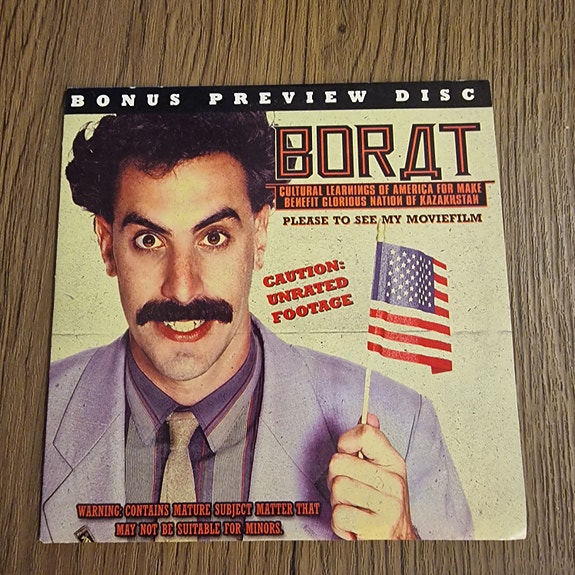 BONUS PREVIEW DISC
BORAT
CULTURAL LEARNINGS OF AMERICA FOR MAKE
BENEFIT GLORIOUS NATION OF KAZAKHSTAN
PLEASE TO SEE MY MOVIEFILM
CAUTION:
UNRATED
FOOTAGE
WARNING: CONTAINS MATURE SUBJECT MATTER THAT
MAY NOT BE SUITABLE FOR MINORS.